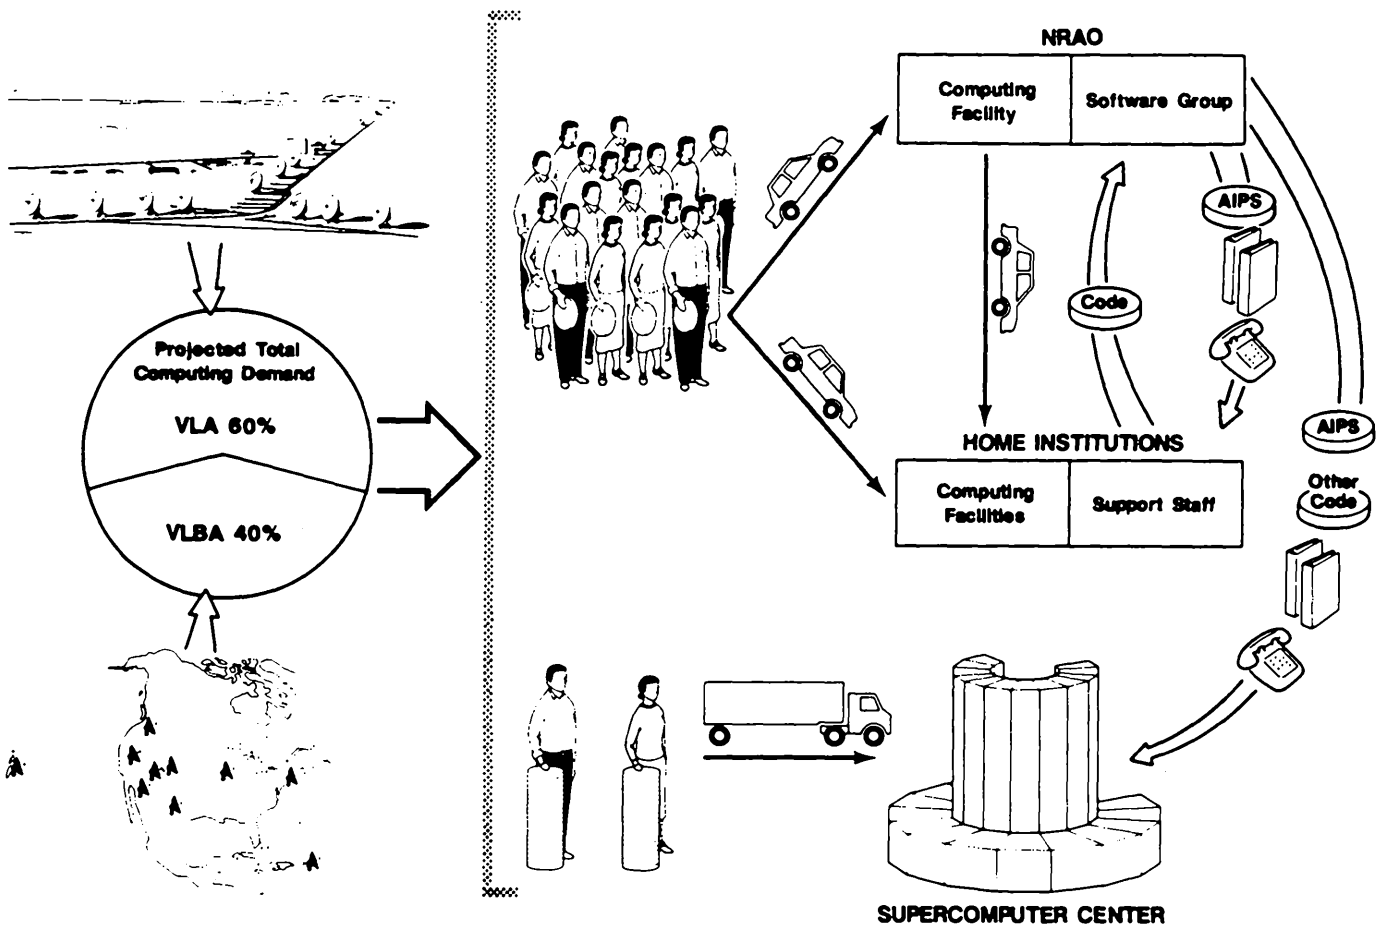 NRAO
Computing
Facility
Software Group
AIPS
Code
Projected Total
Computing Demand
VLA 60%
VLBA 40%
HOME INSTITUTIONS
Computing
Facilities
Support Staff
AIPS
Other
Code
SUPERCOMPUTER CENTER